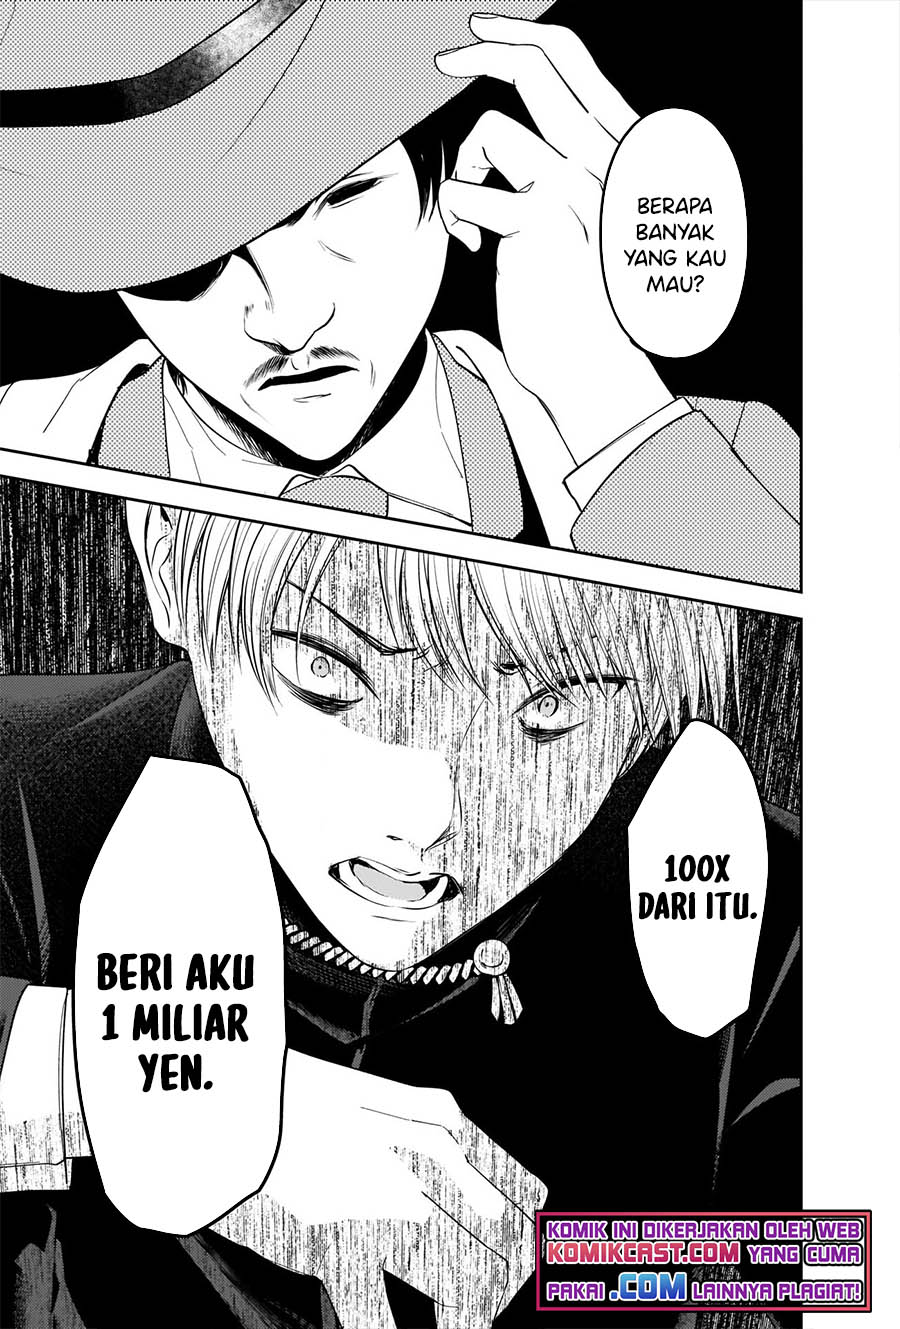 BERAPA
BANYAK
YANG KAU
MAU?
100X
DARI ITU.
BERI AKU
1 MILIAR
YEN.
KOMIK INI DIKERJAKAN OLEH WEB
KOMIKCAST.COM YANG CUMA
PAKAI .COM LAINNYA PLAGIAT!